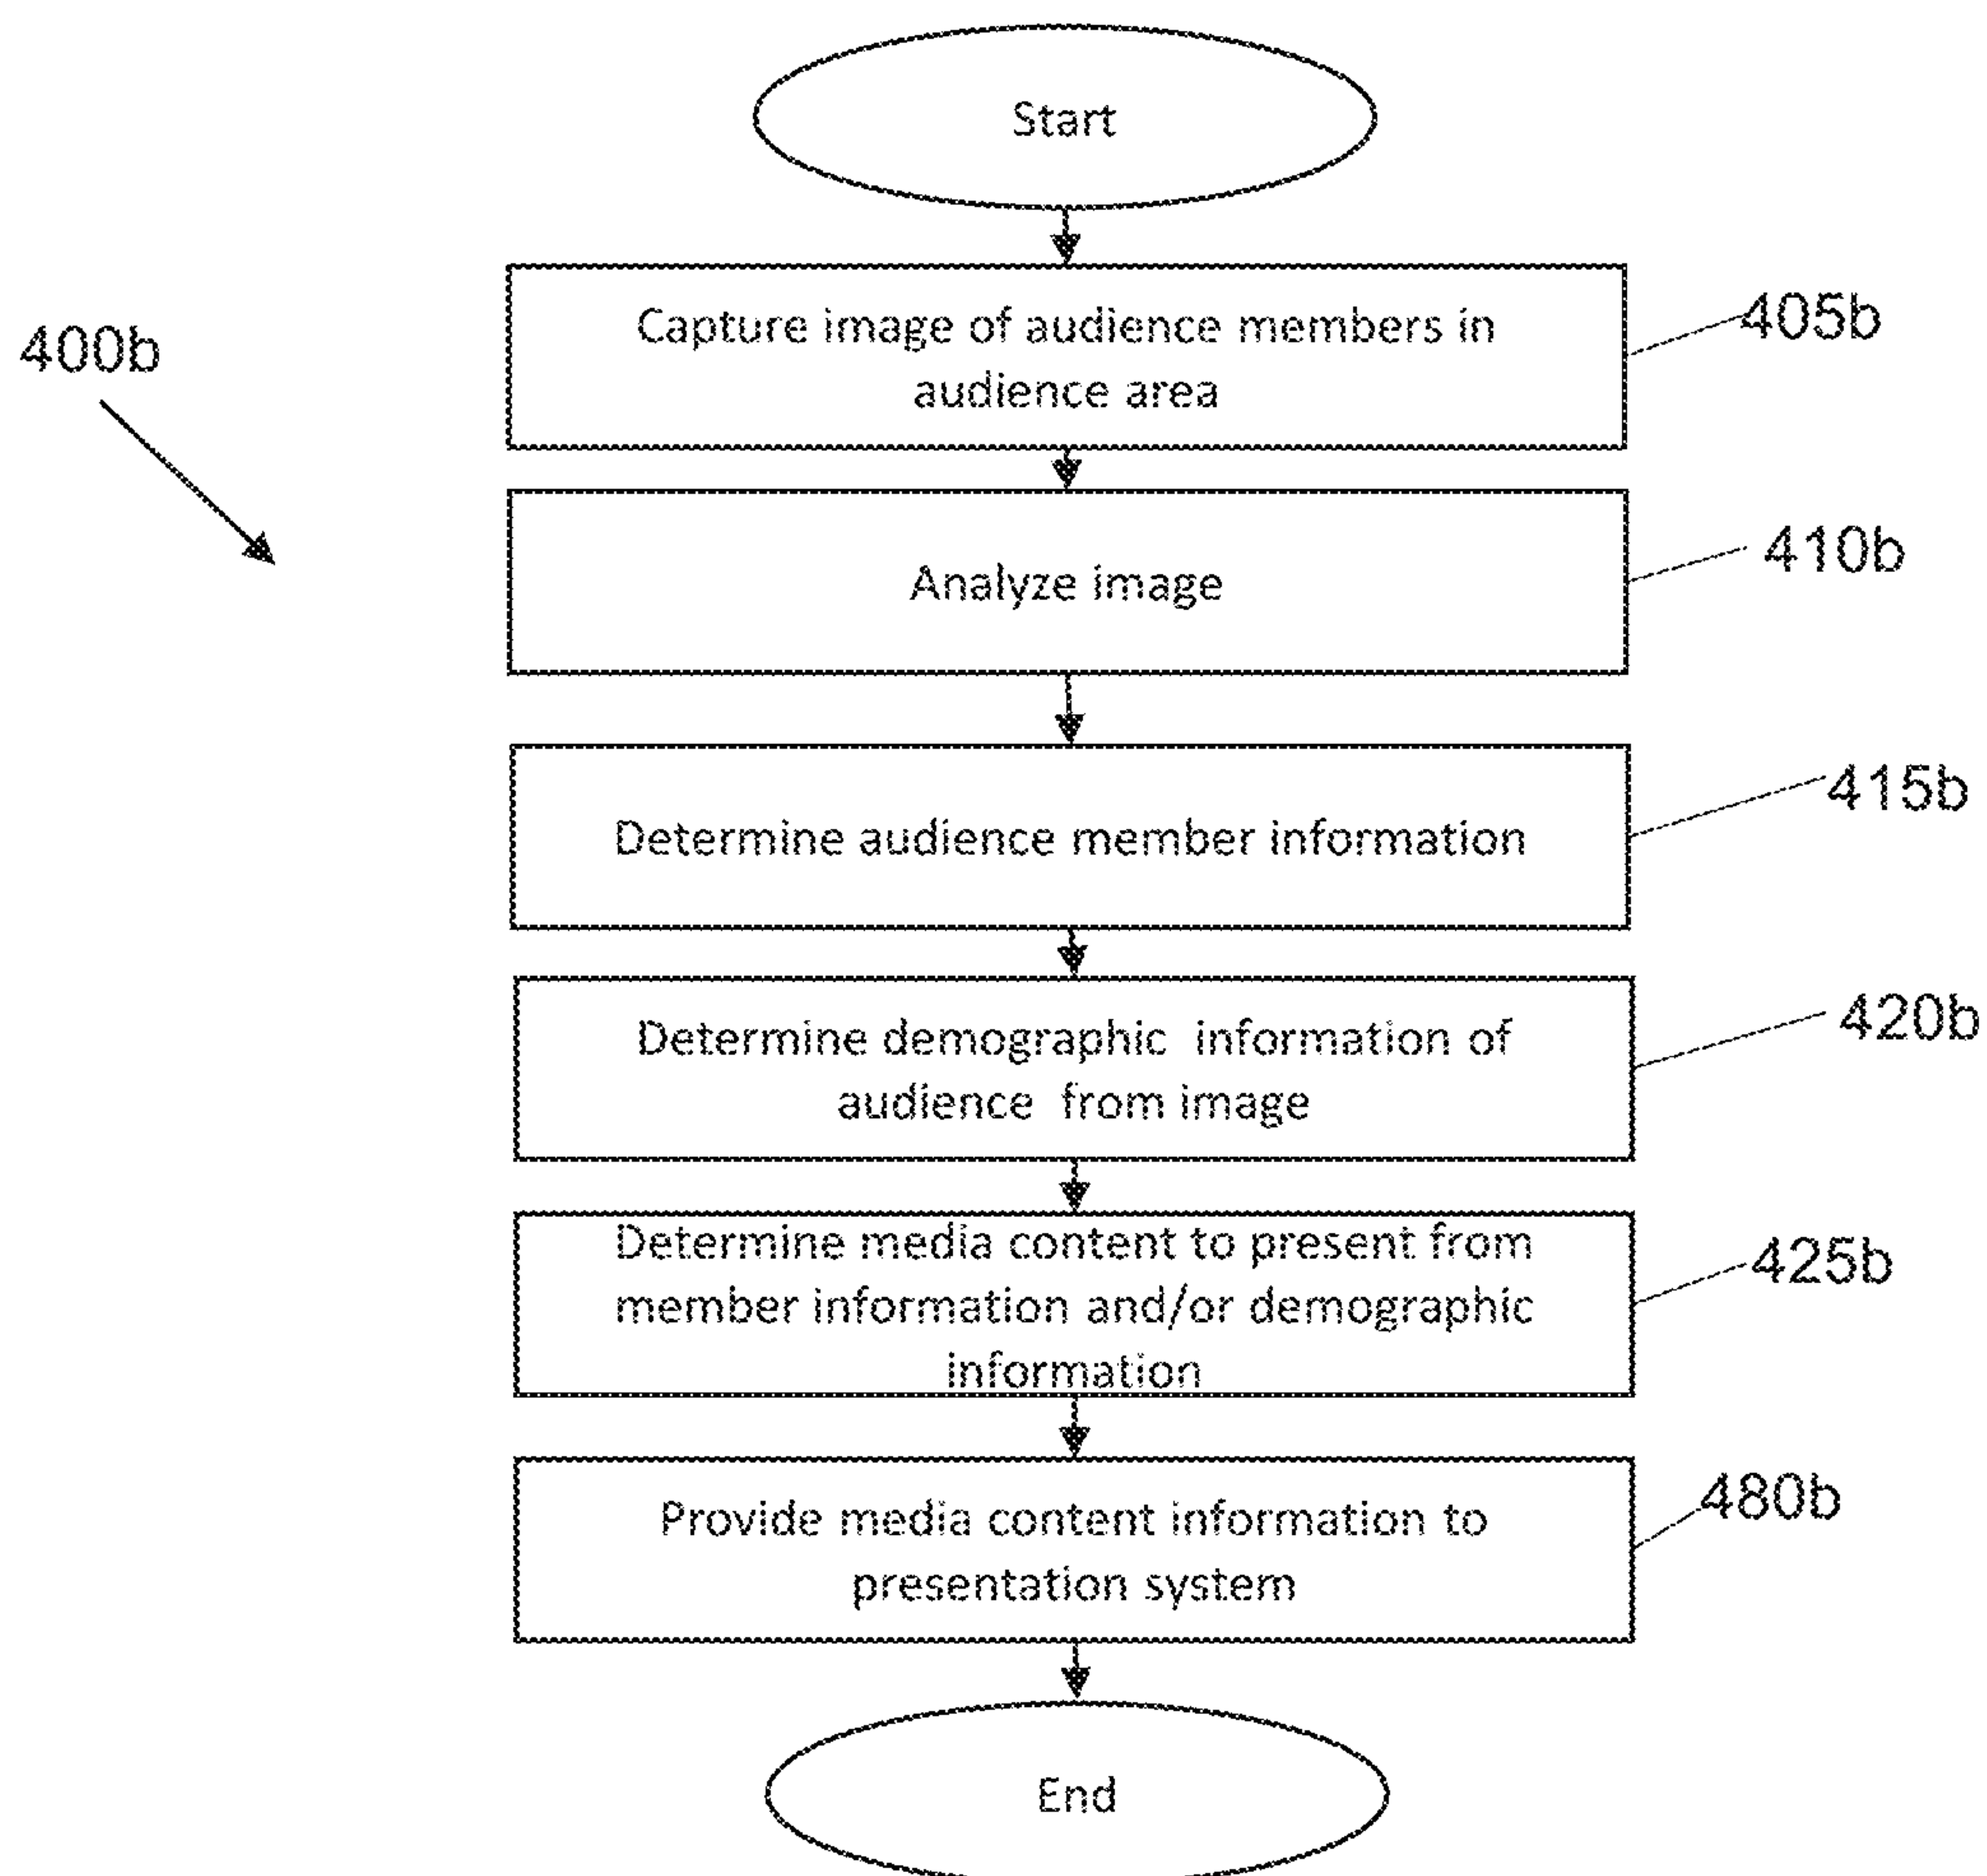 Start
400b
Capture image of audience members in
audience area
405b
Analyze image
410b
Determine audience member information
415b
Determine demographic information of
audience from image
420b
Determine media content to present from
member information and/or demographic
information
425b
Provide media content information to
presentation system
480b
End